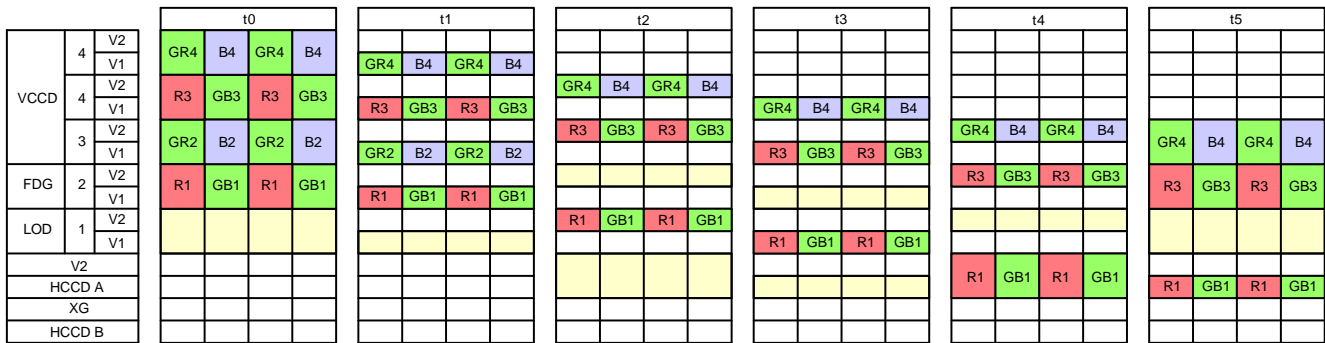 t0 t1 t2 t3 t4 t5
V2
4 GR4 B4 GR4 B4
V1 GR4 B4 GR4 B4
V2 GR4 B4 GR4 B4
VCCD 4 R3 GB3 R3 GB3
V1 R3 GB3 R3 GB3 GR4 B4 GR4 B4
V2 R3 GB3 R3 GB3 GR4 B4 GR4 B4
3 GR2 B2 GR2 B2 GR4 B4 GR4 B4
V1 GR2 B2 GR2 B2 R3 GB3 R3 GB3
V2 R3 GB3 R3 GB3
FDG 2 R1 GB1 R1 GB1 R3 GB3 R3 GB3
V1 R1 GB1 R1 GB1
V2 R1 GB1 R1 GB1
LOD 1
V1 R1 GB1 R1 GB1
V2
R1 GB1 R1 GB1
HCCD A R1 GB1 R1 GB1
XG
HCCD B